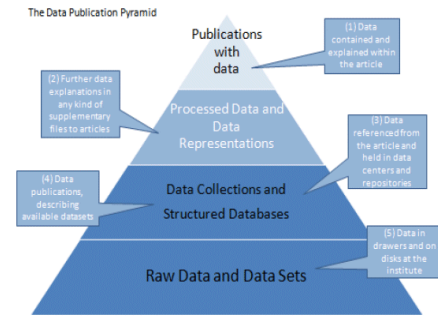 The Data Publication Pyramid
(1) Data
contained and
explained within
the article
Publications
with
data
(2) Further data
explanations in
any kind of
supplementary
files to articles
Processed Data and
Data
Representations
(3) Data
referenced from
the article and
held in data
centers and
repositories
(4) Data
publications,
describing
available datasets
Data Collections and
Structured Databases
(5) Data in
drawers and on
disks at the
institute
Raw Data and Data Sets